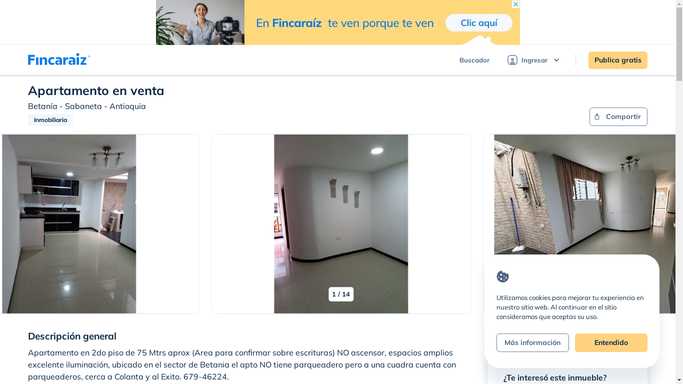 En Fincaraíz te ven porque te ven
Clic aquí
Fincaraiz
Buscador
Ingresar
Publica gratis
Apartamento en venta
Betania - Sabaneta - Antioquia
Inmobiliaria
Compartir
1 / 14
Utilizamos cookies para mejorar tu experiencia en
nuestro sitio web. Al continuar en el sitio
consideramos que aceptas su uso.
Más información
Entendido
Descripción general
Apartamento en 2do piso de 75 Mtrs aprox (Area para confirmar sobre escrituras) NO ascensor, espacios amplios
excelente iluminación, ubicado en el sector de Betania el apto NO tiene parqueadero pero a una cuadra cuenta con
parqueaderos, cerca a Colanta y al Exito. 679-46224.
¿Te interesó este inmueble?